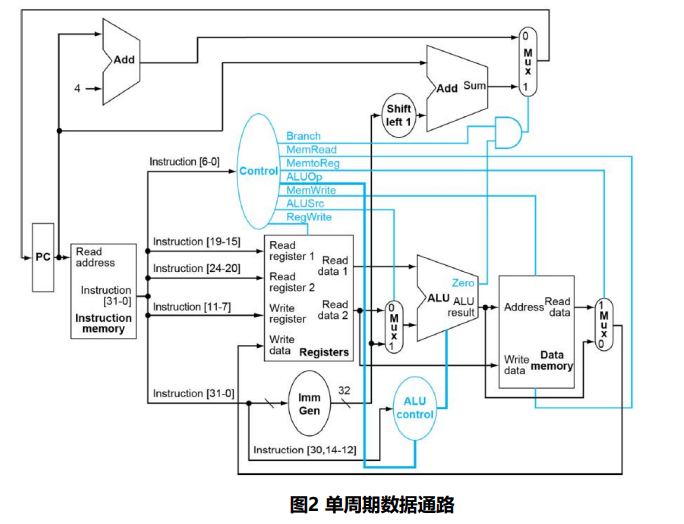 Add
4
Add Sum
0
Mux
1
Shift
left 1
Branch
MemRead
MemtoReg
ALUOp
MemWrite
ALUSrc
RegWrite
Control
Instruction [6-0]
Instruction [19-15]
Instruction [24-20]
Instruction [11-7]
PC
Read
address
Instruction
[31-0]
Instruction
memory
Read
register 1
Read
register 2
Write
register
Write
data
Read
data 1
Read
data 2
Registers
0
Mux
1
Zero
ALU
ALU
result
Address
Read
data
Write
data
Data
memory
1
Mux
0
Instruction [31-0]
Imm
Gen
32
ALU
control
Instruction [30,14-12]
图2 单周期数据通路